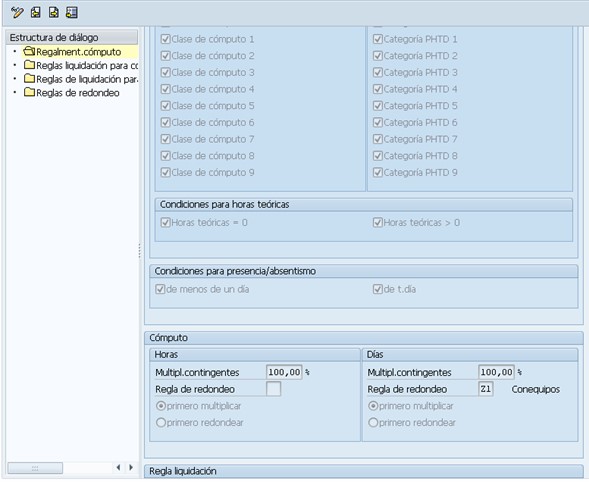 Estructura de diálogo
Regalment.cómputo
Reglas liquidación para co
Reglas de liquidación para
Reglas de redondeo
Clase de cómputo 1
Categoría PHTD 1
Clase de cómputo 2
Categoría PHTD 2
Clase de cómputo 3
Categoría PHTD 3
Clase de cómputo 4
Categoría PHTD 4
Clase de cómputo 5
Categoría PHTD 5
Clase de cómputo 6
Categoría PHTD 6
Clase de cómputo 7
Categoría PHTD 7
Clase de cómputo 8
Categoría PHTD 8
Clase de cómputo 9
Categoría PHTD 9
Condiciones para horas teóricas
Horas teóricas = 0
Horas teóricas > 0
Condiciones para presencia/absentismo
de menos de un día
de t.día
Cómputo
Horas
Días
Multipl.contingentes 100,00 %
Multipl.contingentes 100,00 %
Regla de redondeo
Regla de redondeo Z1 Conequipos
primero multiplicar
primero multiplicar
primero redondear
primero redondear
Regla liquidación